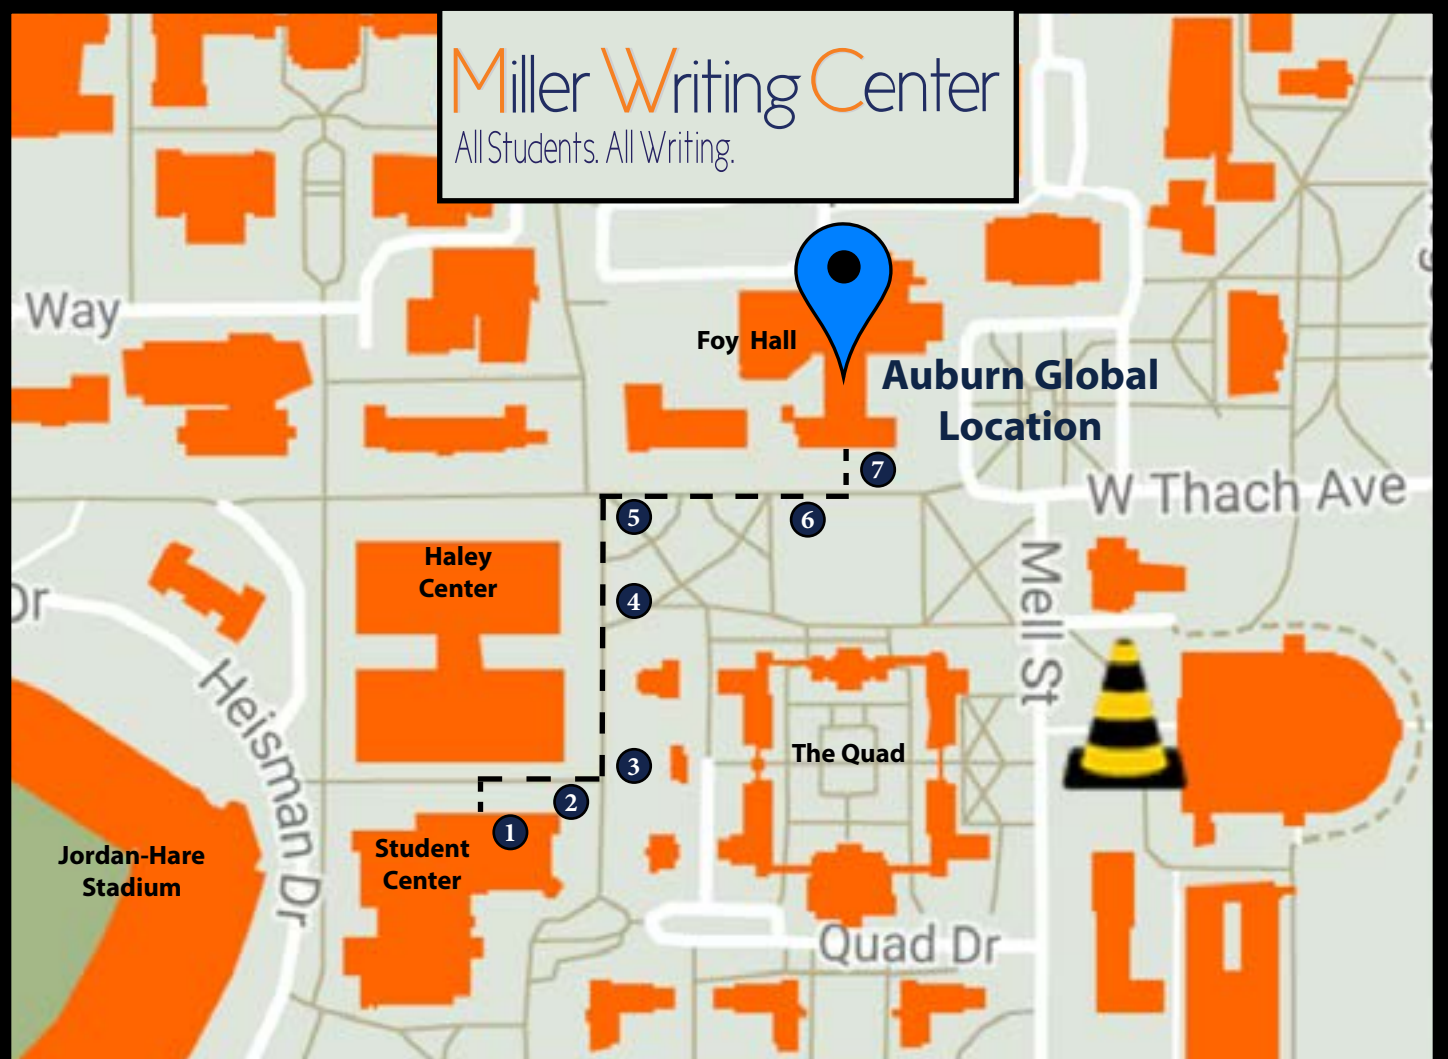 Miller Writing Center
All Students. All Writing.
Way
Foy Hall
Auburn Global
Location
7
W Thach Ave
5
6
Haley
Center
Dr
4
Mell St
Heisman Dr
The Quad
3
2
1
Jordan-Hare
Stadium
Student
Center
Quad Dr